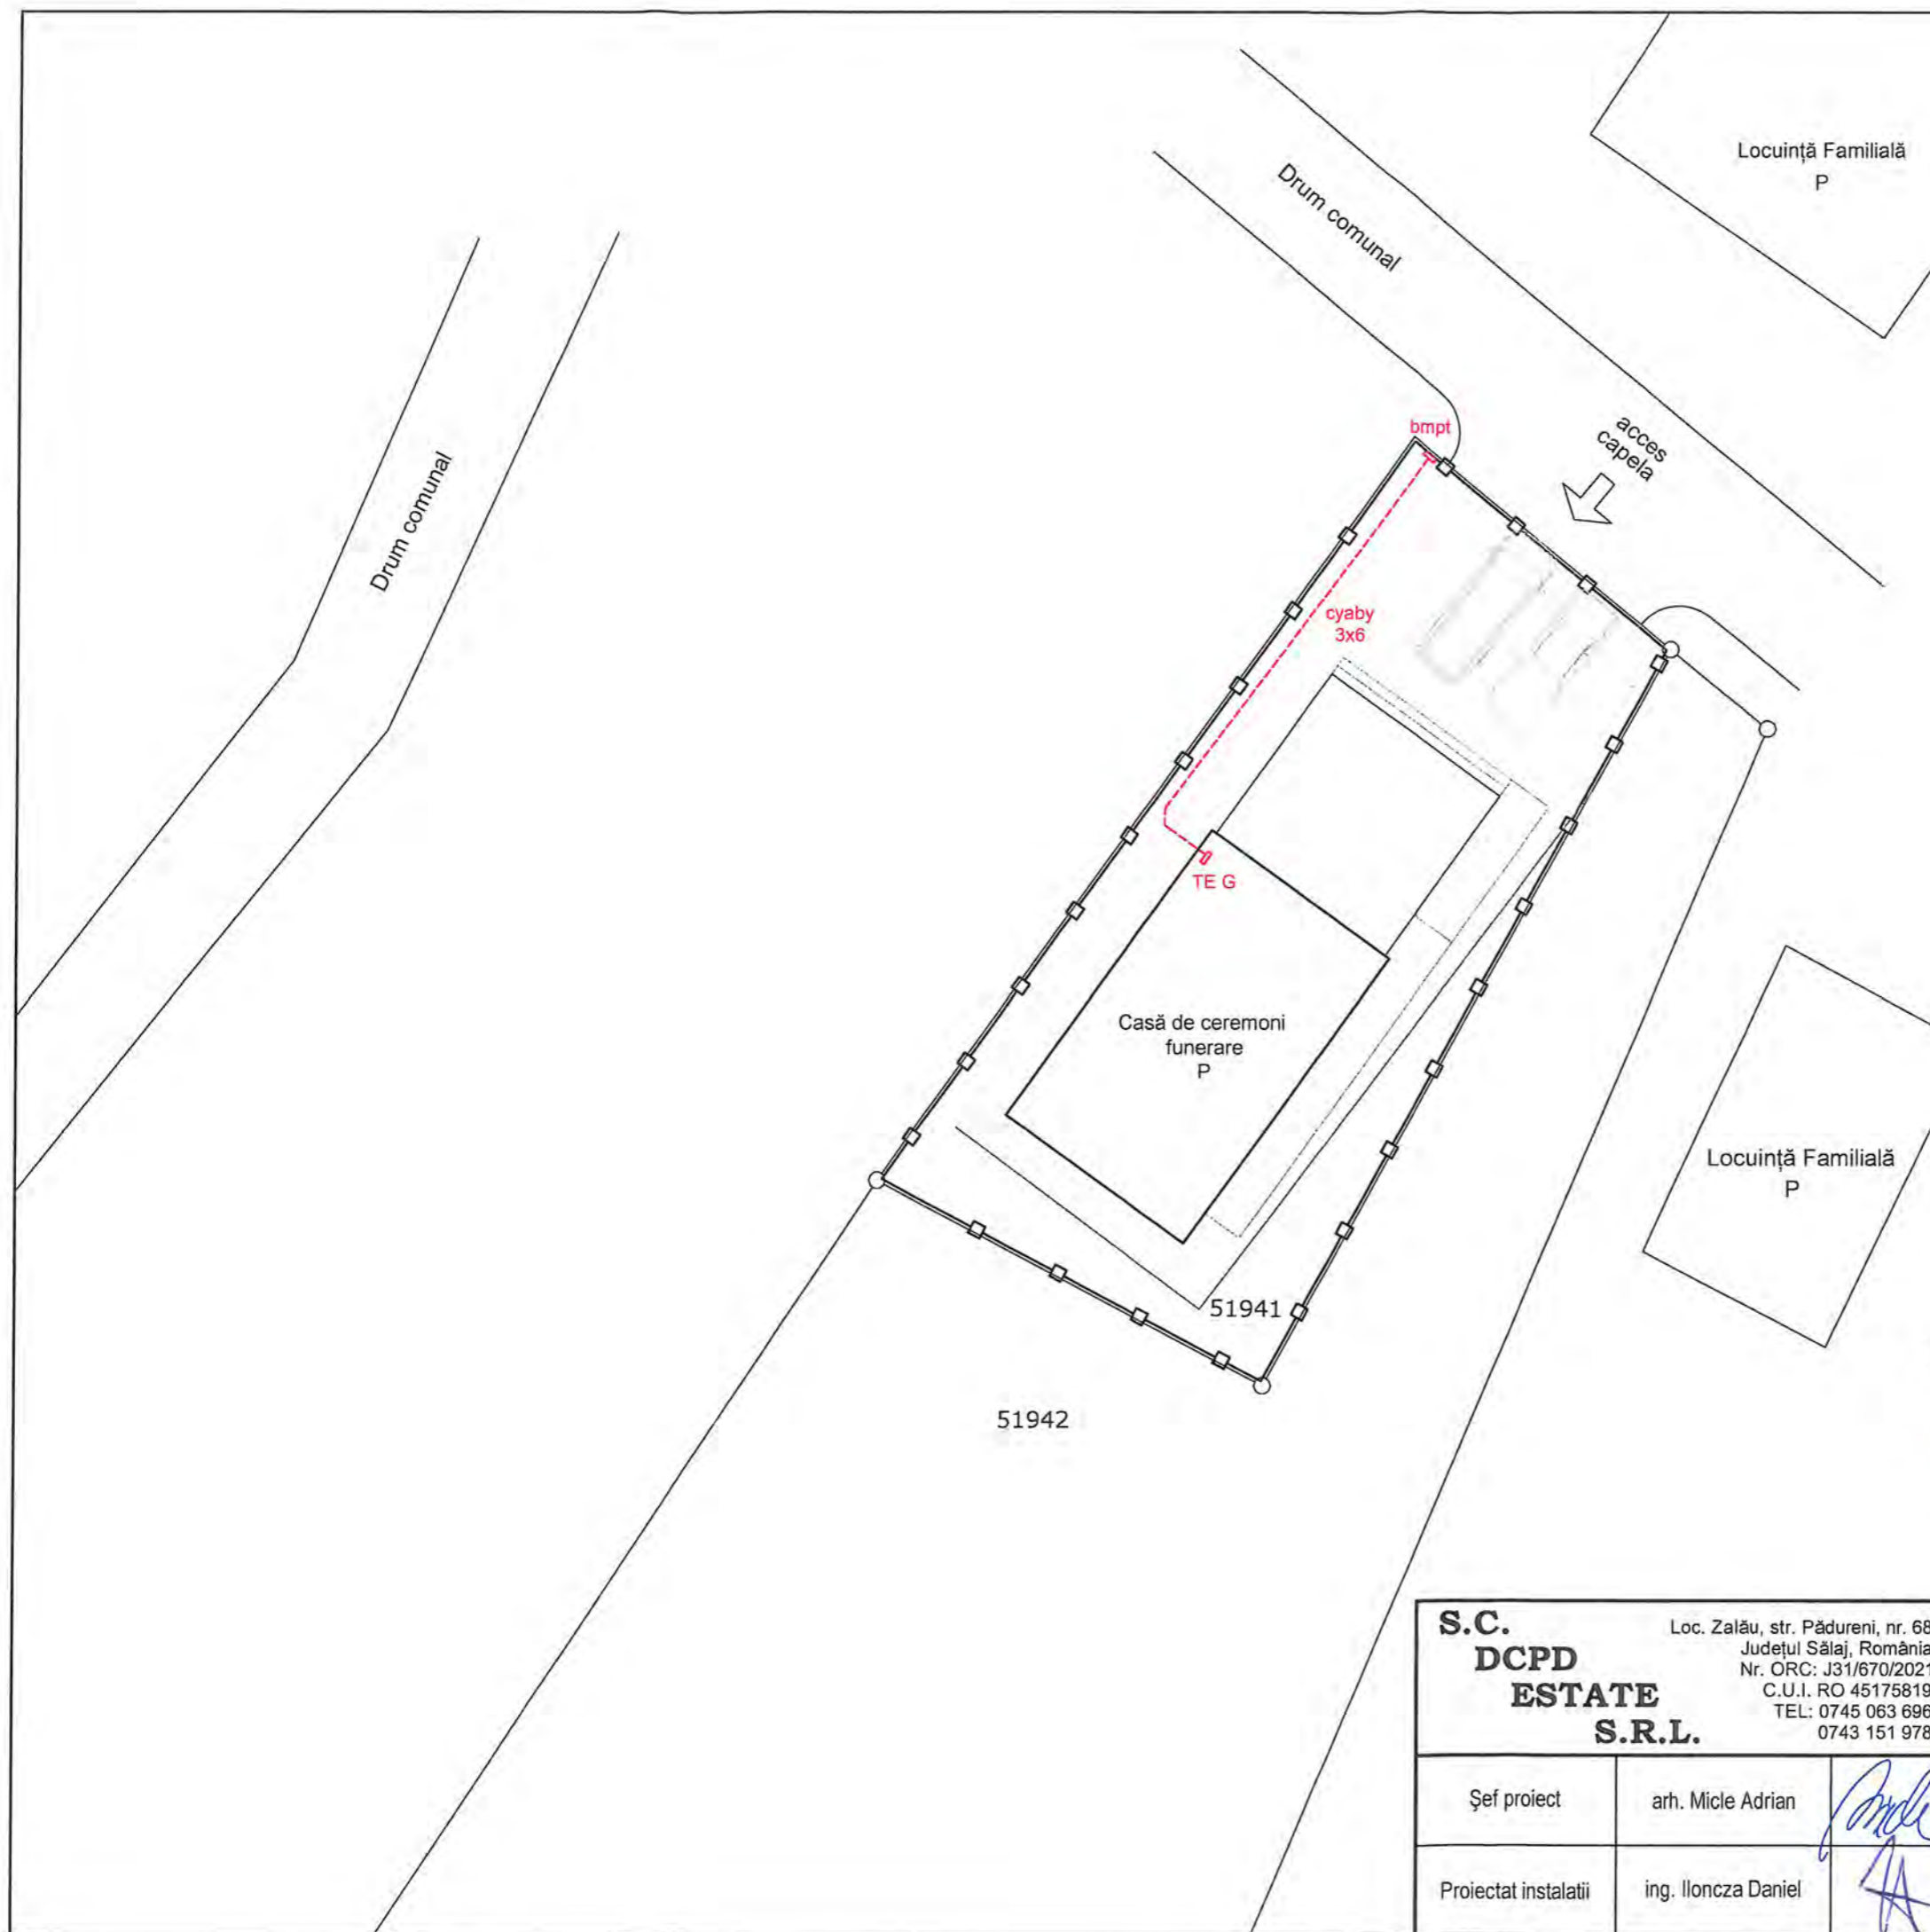 Locuință Familială
P
Drum comunal
acces
capela
bmpt
Drum comunal
cyaby
3x6
TE G
Casă de ceremoni
funerare
P
Locuință Familială
P
51941
51942
S.C.
DCPD
ESTATE
S.R.L.
Loc. Zalău, str. Pădureni, nr. 68
Județul Sălaj, România
Nr. ORC: J31/670/2021
C.U.I. RO 45175819
TEL: 0745 063 696
0743 151 978
Şef proiect
arh. Micle Adrian
Proiectat instalatii
ing. Iloncza Daniel